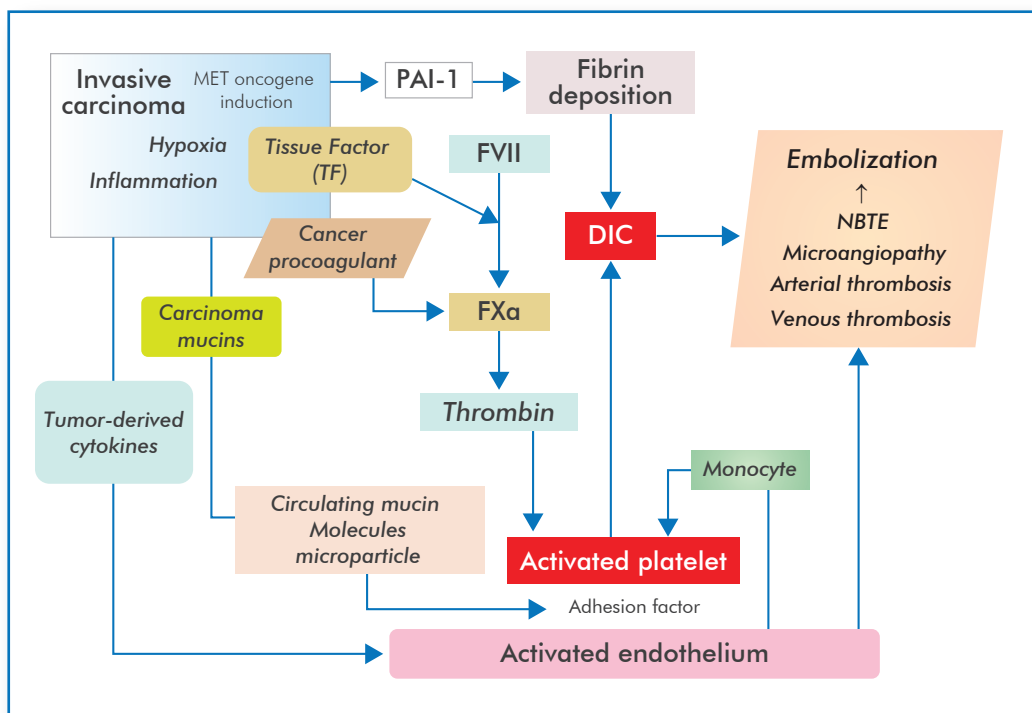 Invasive
carcinoma
MET oncogene
induction
Hypoxia
Inflammation
PAI-1
Fibrin
deposition
Tissue Factor
(TF)
FVII
Cancer
procoagulant
DIC
Embolization
↑
NBTE
Microangiopathy
Arterial thrombosis
Venous thrombosis
Carcinoma
mucins
FXa
Tumor-derived
cytokines
Thrombin
Monocyte
Circulating mucin
Molecules
microparticle
Activated platelet
Adhesion factor
Activated endothelium